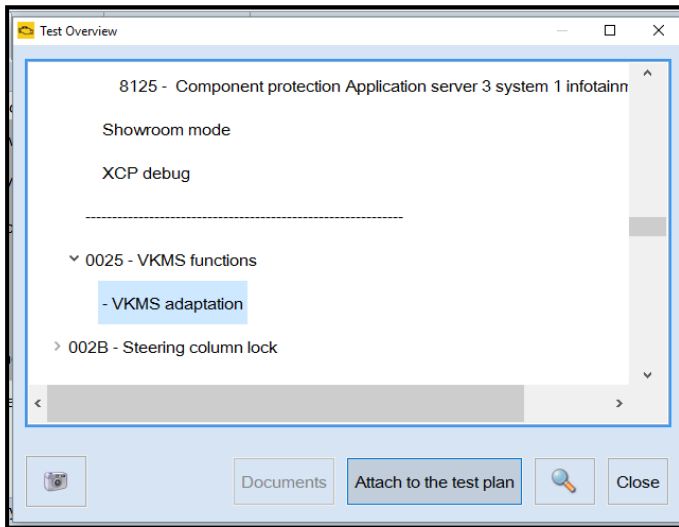 Test Overview
8125 - Component protection Application server 3 system 1 infotainm
Showroom mode
XCP debug
------------------------------------------------------------
0025 - VKMS functions
- VKMS adaptation
002B - Steering column lock
Documents
Attach to the test plan
Close